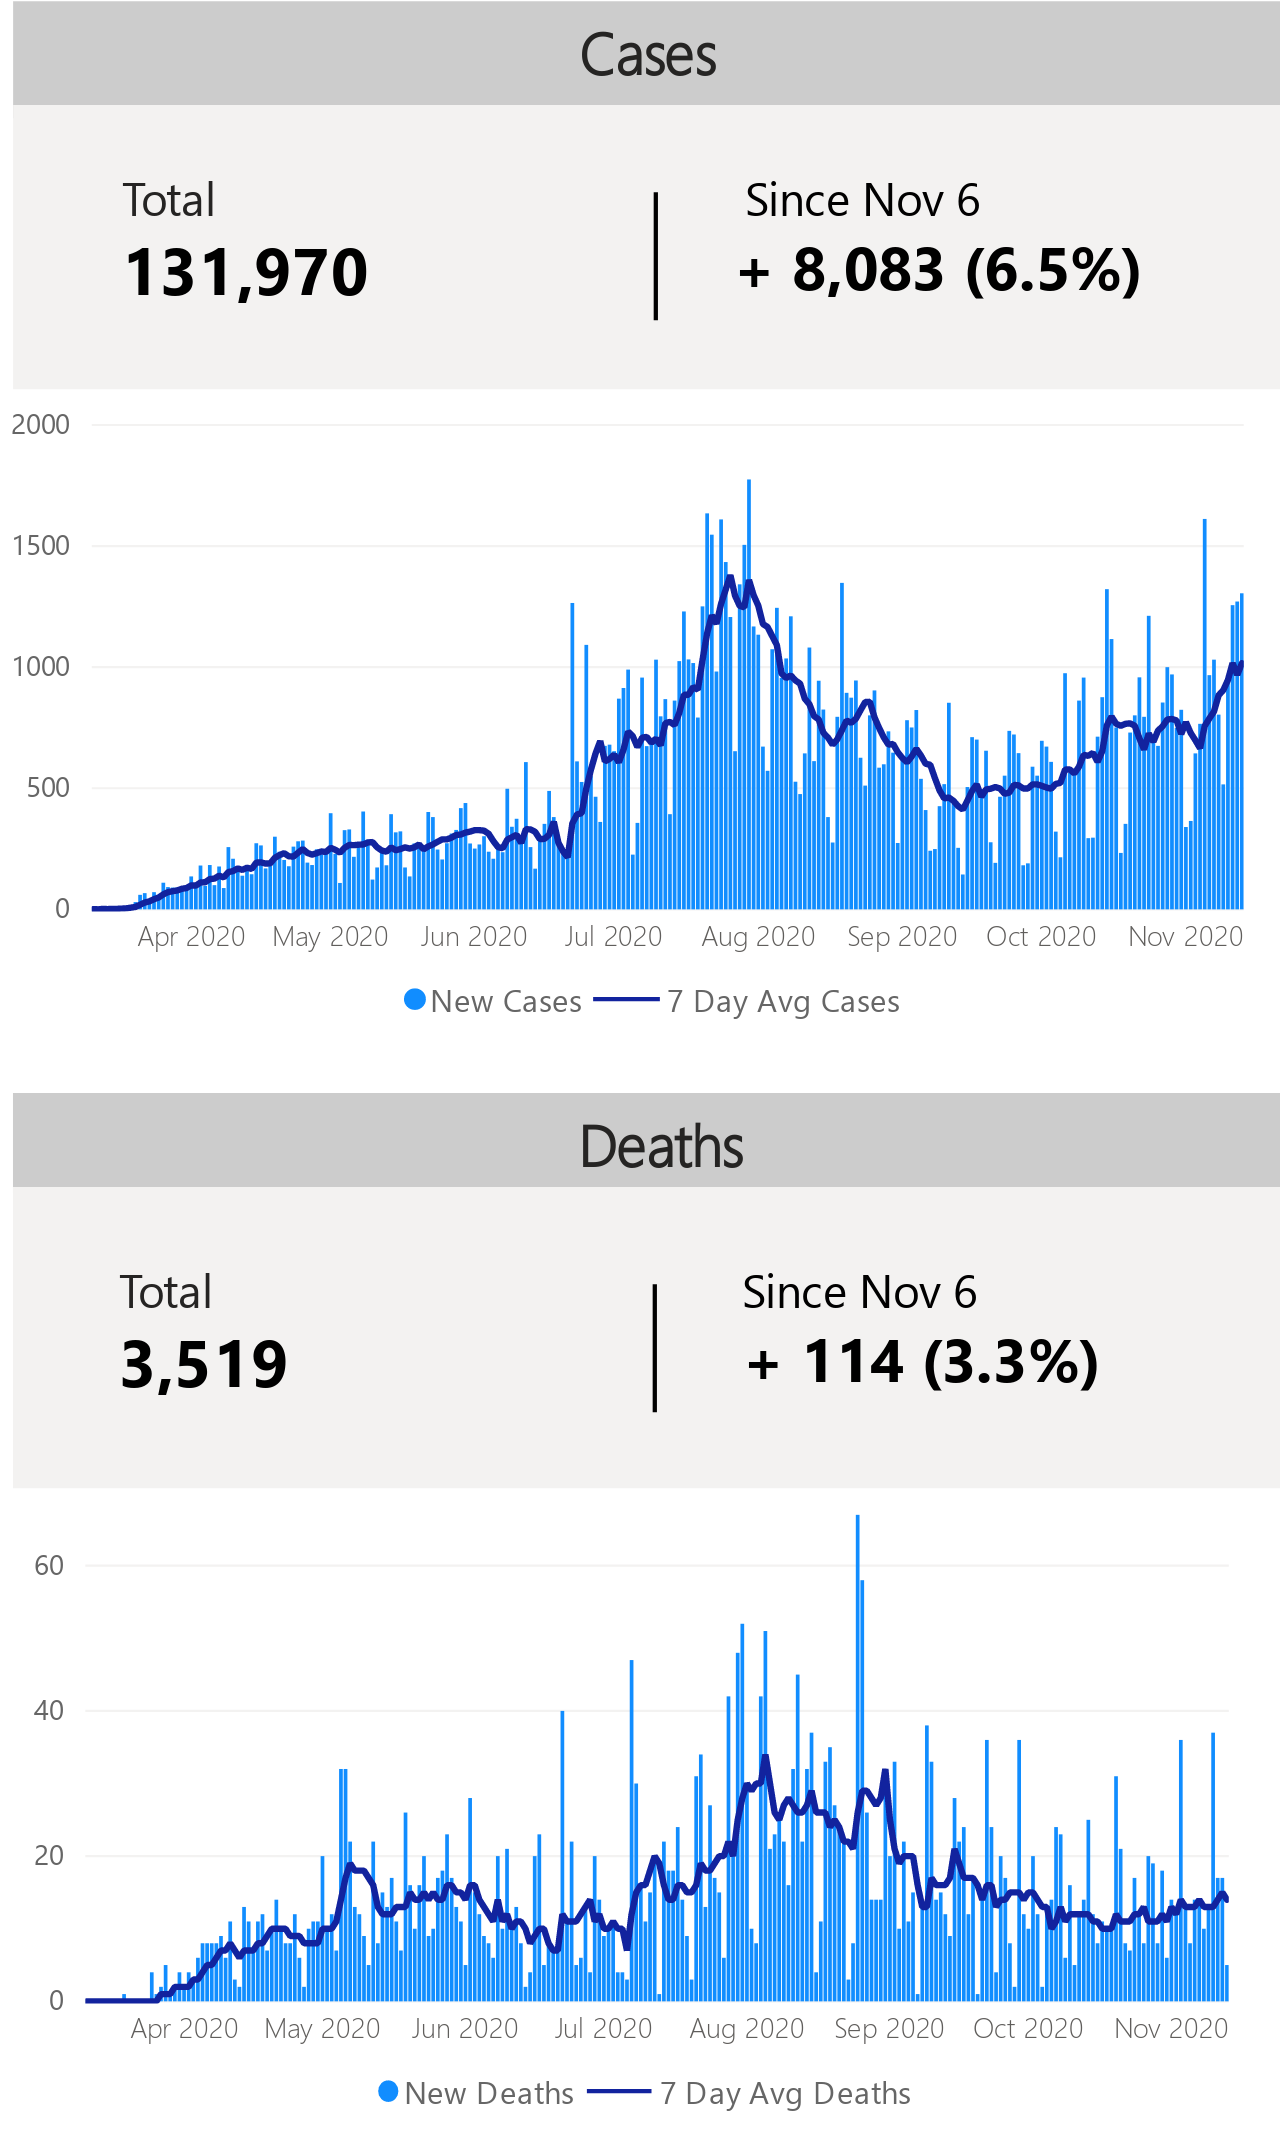 Cases
Total
Since Nov 6
131,970
+ 8,083 (6.5%)
2000
1500
1000
500
0
Apr 2020 May 2020 Jun 2020 Jul 2020 Aug 2020 Sep 2020 Oct 2020 Nov 2020
New Cases 7 Day Avg Cases
Deaths
Total
Since Nov 6
3,519
+ 114 (3.3%)
60
40
20
0
Apr 2020 May 2020 Jun 2020 Jul 2020 Aug 2020 Sep 2020 Oct 2020 Nov 2020
New Deaths 7 Day Avg Deaths